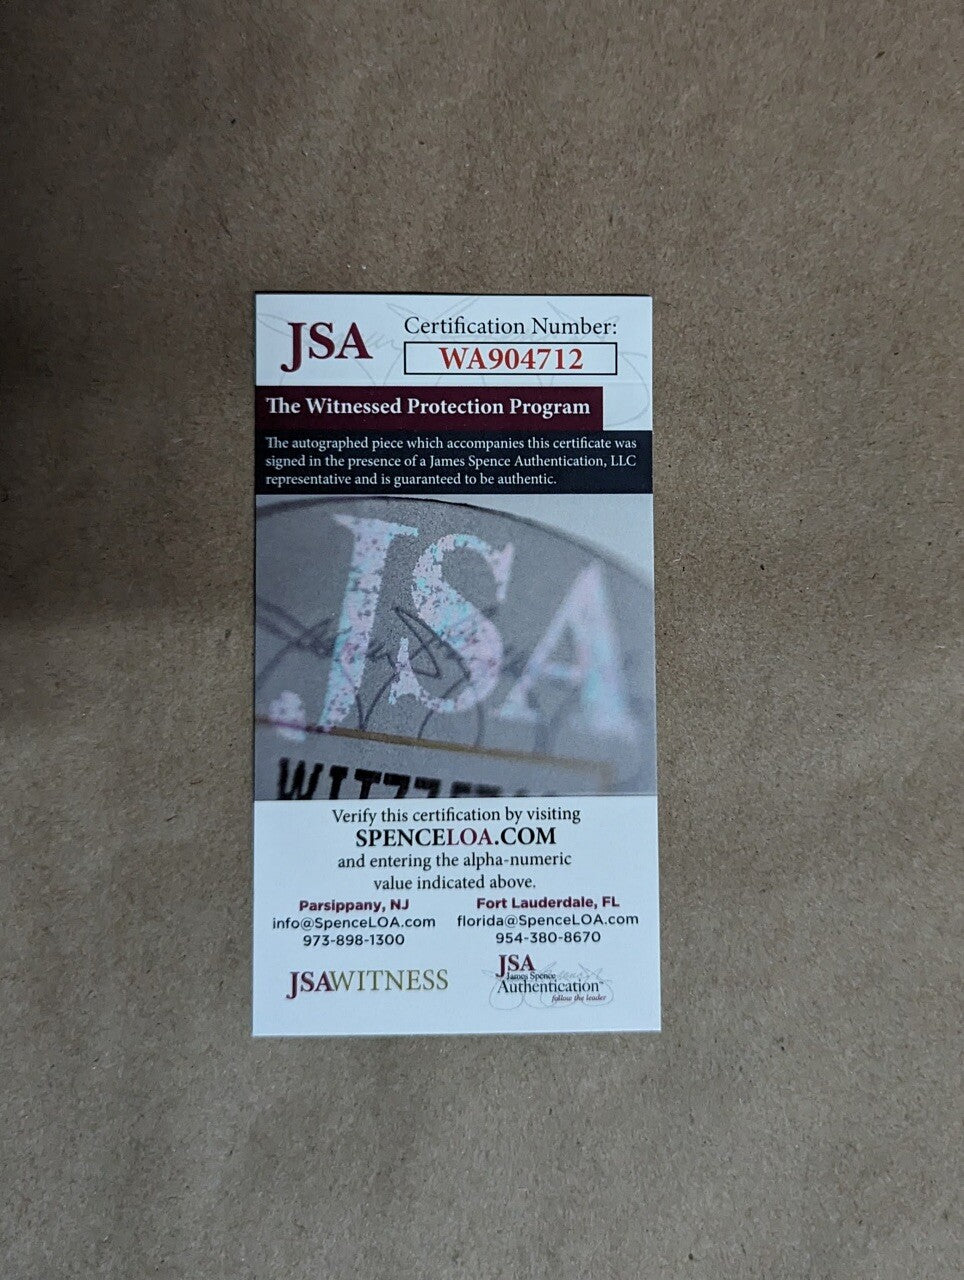 JSA
Certification Number:
WA904712
The Witnessed Protection Program
The autographed piece which accompanies this certificate was
signed in the presence of a James Spence Authentication, LLC
representative and is guaranteed to be authentic.
JSA
Verify this certification by visiting
SPENCELOA.COM
and entering the alpha-numeric
value indicated above.
Parsippany, NJ
info@SpenceLOA.com
973-898-1300
Fort Lauderdale, FL
florida@SpenceLOA.com
954-380-8670
JSAWITNESS
JSA
James Spence
Authentication™
follow the leader